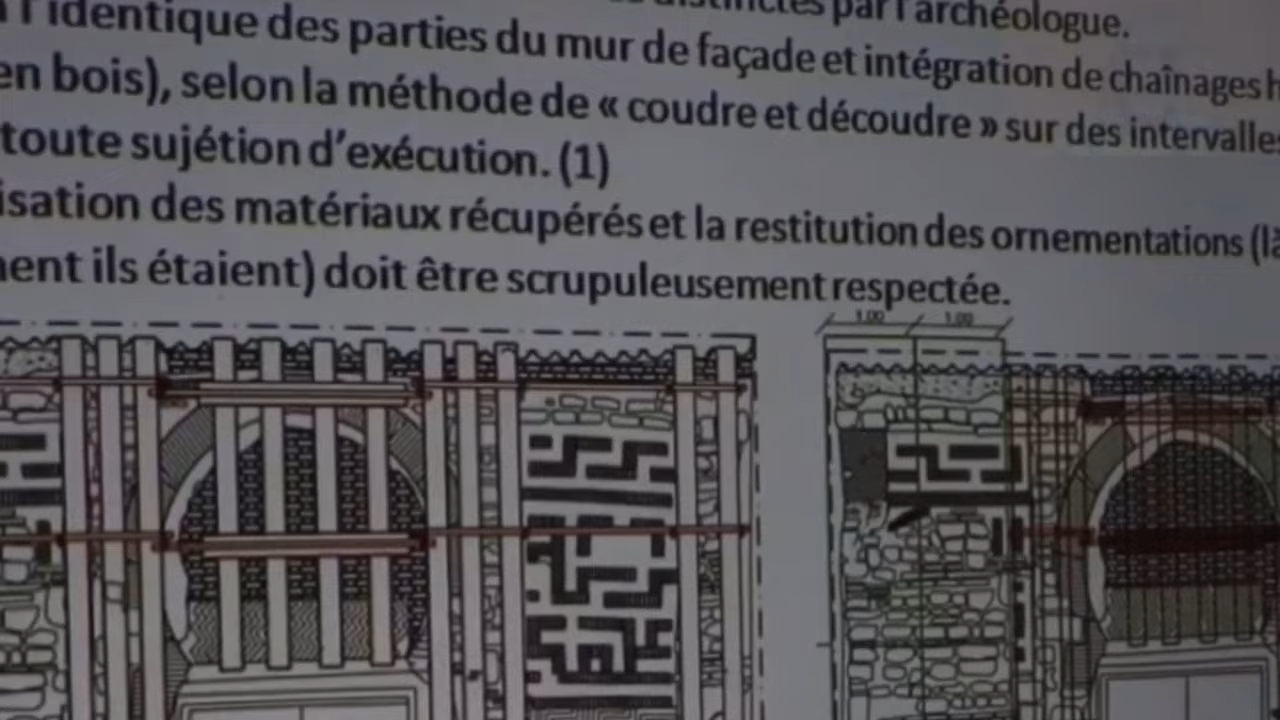 distinctes par l'archéologue.
l'identique des parties du mur de façade et intégration de chaînages
en bois), selon la méthode de « coudre et découdre » sur des intervalles
toute sujétion d'exécution. (1)
isation des matériaux récupérés et la restitution des ornementations (là
ment ils étaient) doit être scrupuleusement respectée.
1.00 1.00